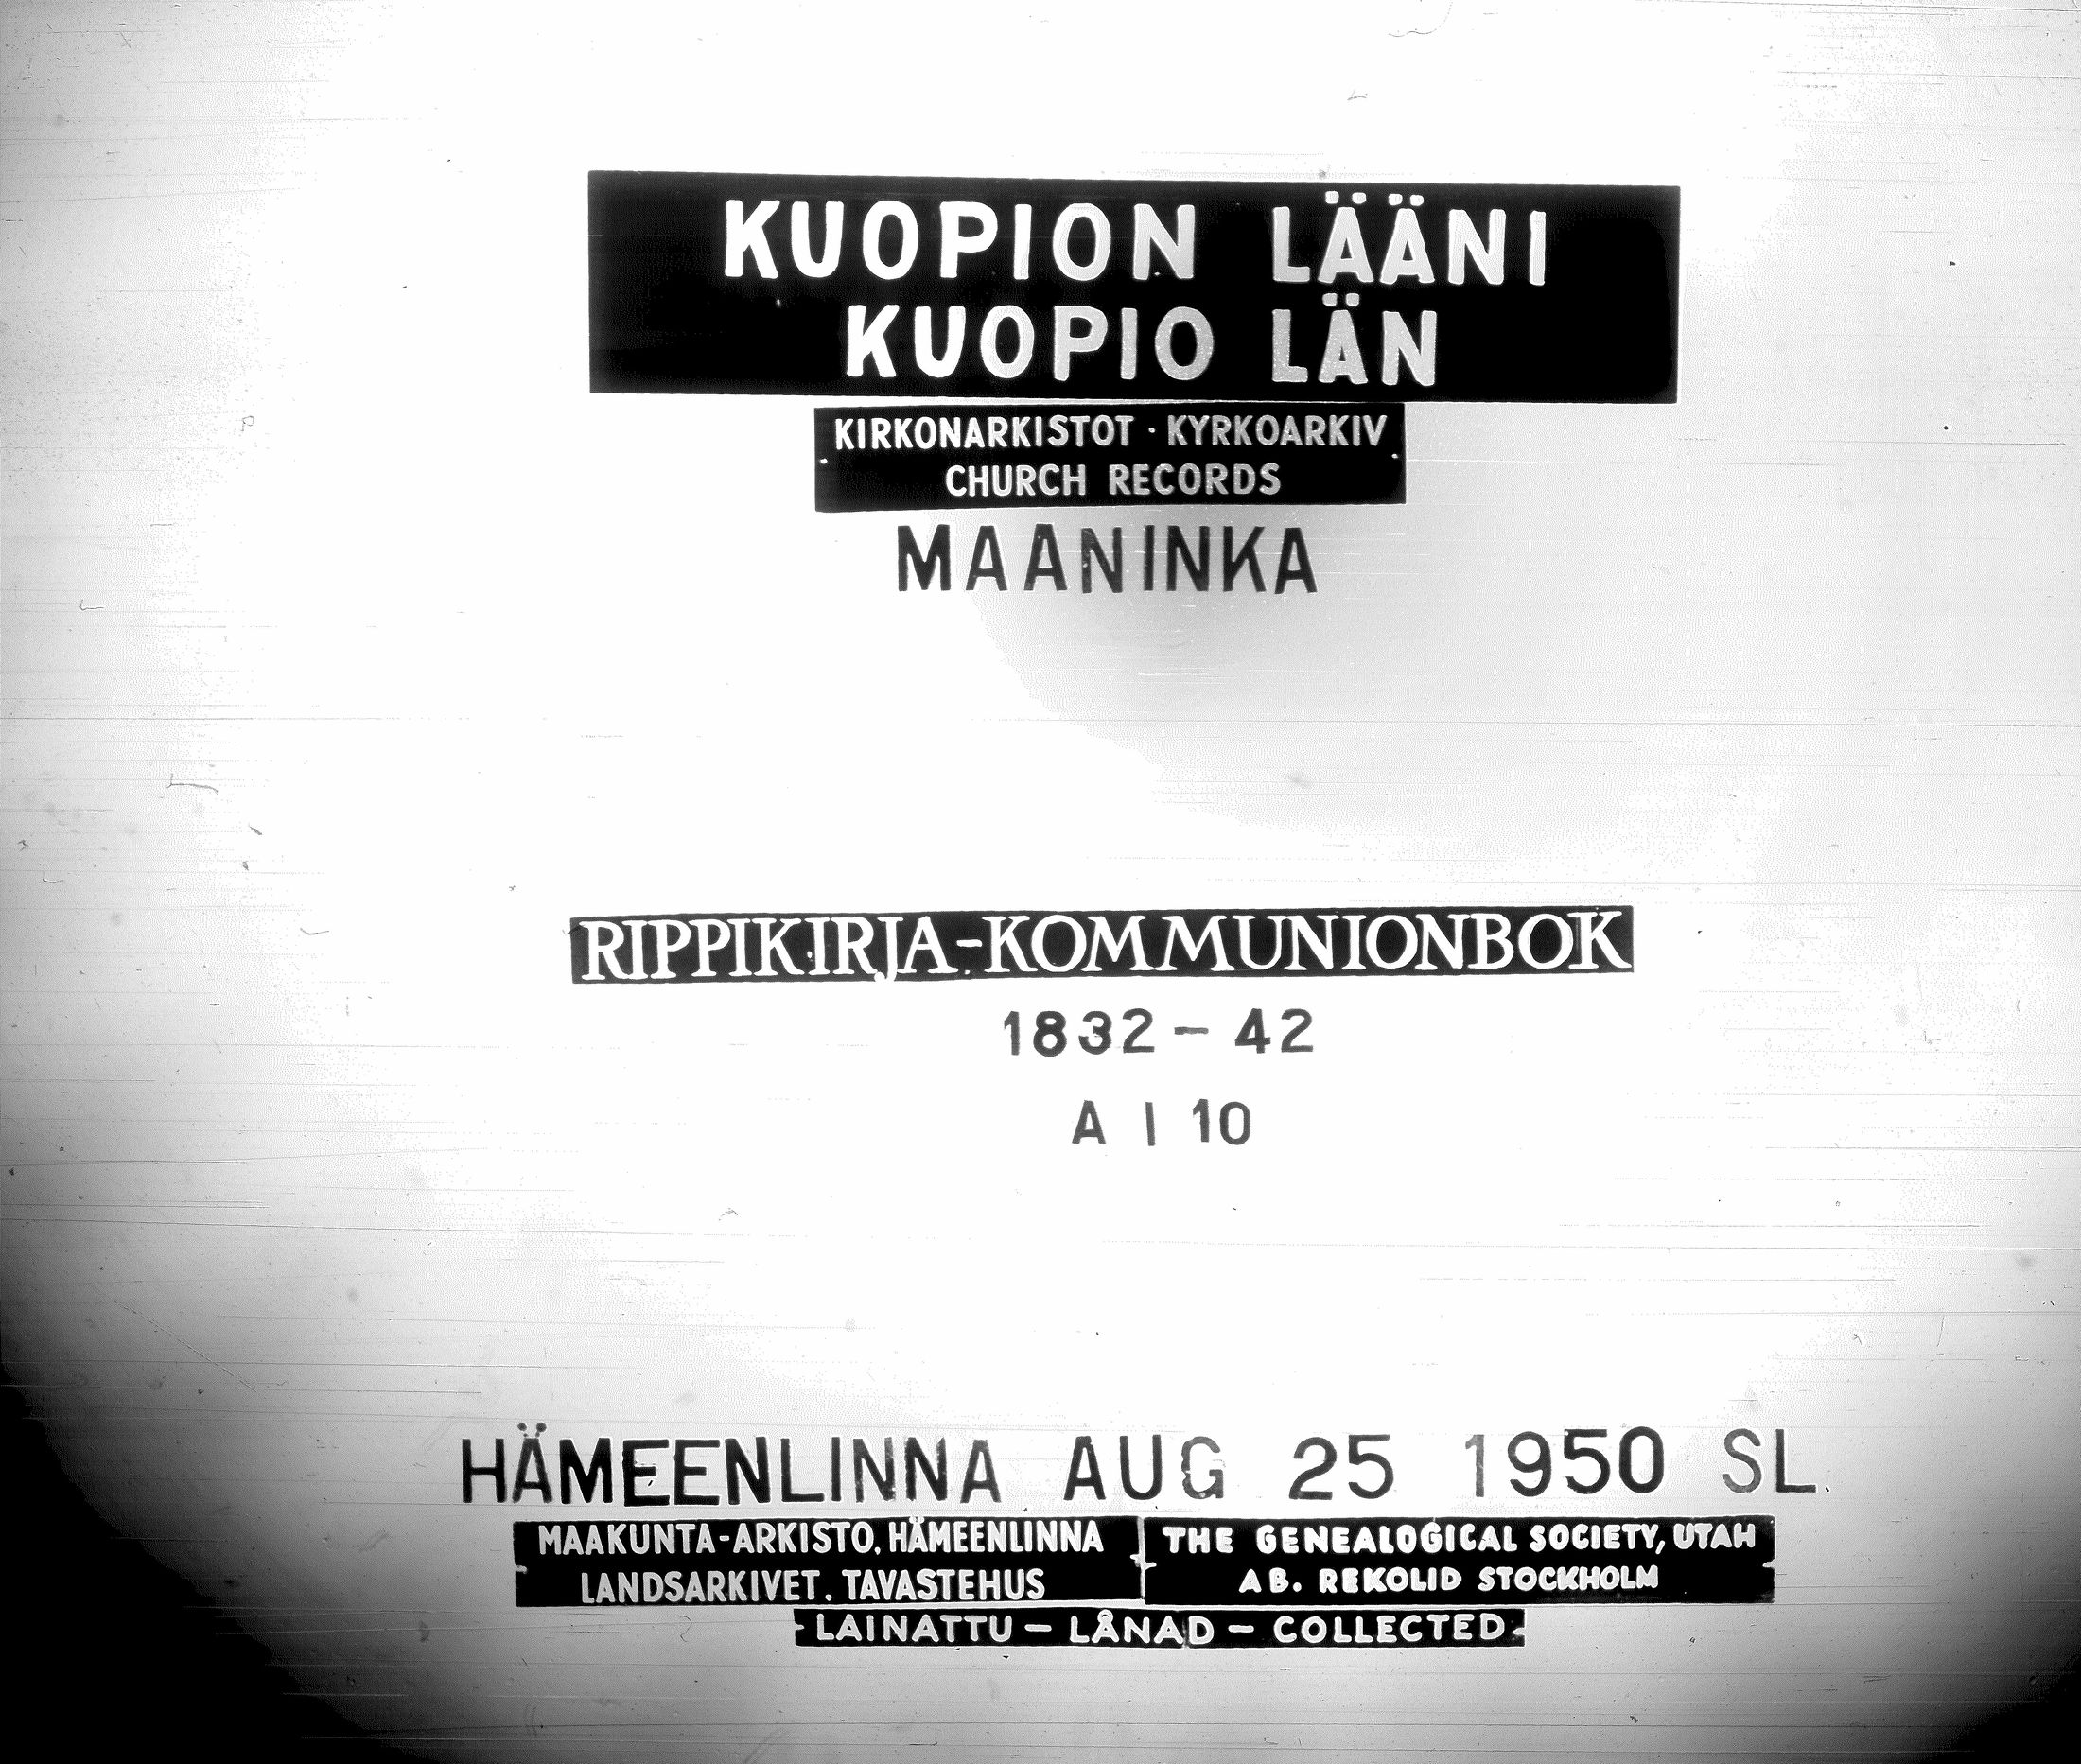 KUOPION LÄÄNI
KUOPIO LÄN
KIRKONARKISTOT · KYRKOARKIV
CHURCH RECORDS
MAANINKA
RIPPIKIRJA-KOMMUNIONBOK
1832-42
A I 10
HÄMEENLINNA AUG 25 1950 SL.
MAAKUNTA-ARKISTO, HÄMEENLINNA
LANDSARKIVET, TAVASTEHUS
THE GENEALOGICAL SOCIETY, UTAH
AB. REKOLID STOCKHOLM
LAINATTU - LÅNAD - COLLECTED